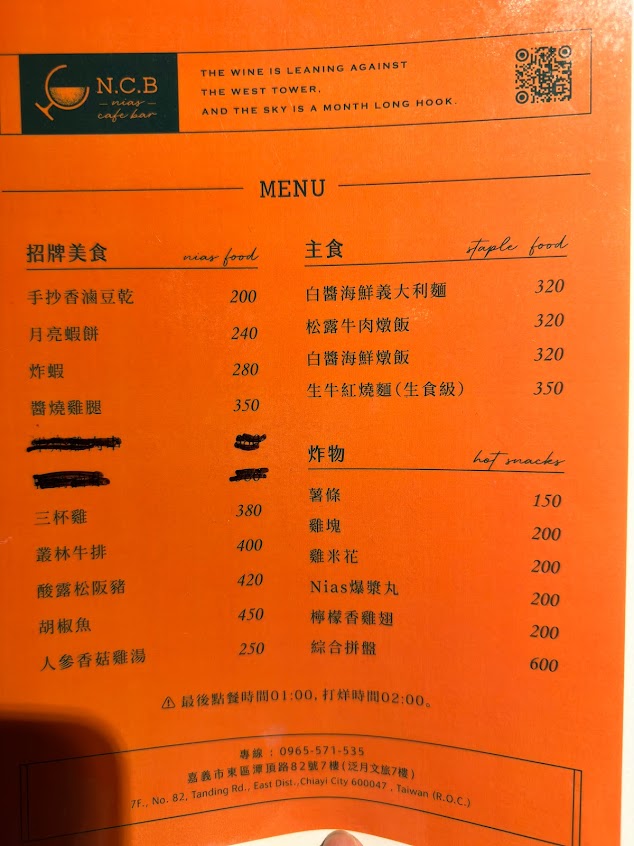 N.C.B
nias
cafe bar
THE WINE IS LEANING AGAINST
THE WEST TOWER,
AND THE SKY IS A MONTH LONG HOOK.
MENU
招牌美食 nias food
手抄香滷豆乾 200
月亮蝦餅 240
炸蝦 280
醬燒雞腿 350
三杯雞 380
叢林牛排 400
酸露松阪豬 420
胡椒魚 450
人參香菇雞湯 250
主食 staple food
白醬海鮮義大利麵 320
松露牛肉燉飯 320
白醬海鮮燉飯 320
生牛紅燒麵(生食級) 350
炸物 hot snacks
薯條 150
雞塊 200
雞米花 200
Nias爆漿丸 200
檸檬香雞翅 200
綜合拼盤 600
⚠ 最後點餐時間01:00, 打烊時間02:00。
專線 : 0965-571-535
嘉義市東區潭頂路82號7樓(泛月文旅7樓)
7F., No. 82, Tanding Rd., East Dist., Chiayi City 600047 , Taiwan (R.O.C.)